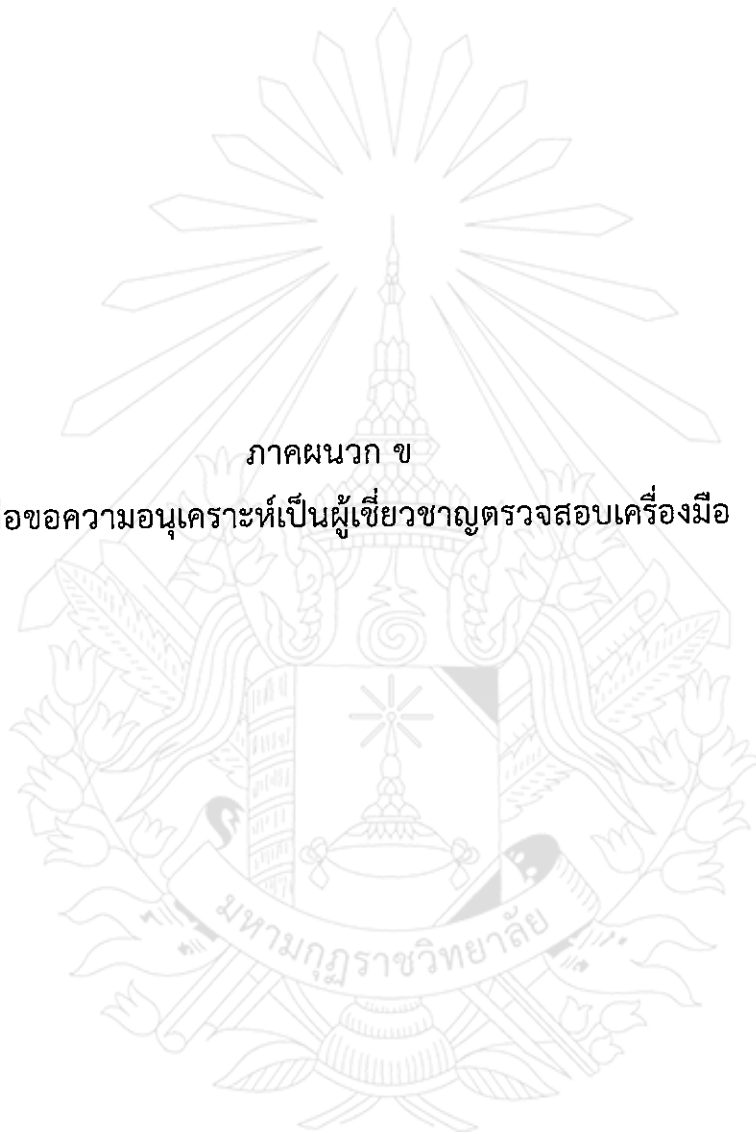 ภาคผนวก ข
อขอความอนุเคราะห์เป็นผู้เชี่ยวชาญตรวจสอบเครื่องมือ
มหามกุฏราชวิทยาลัย